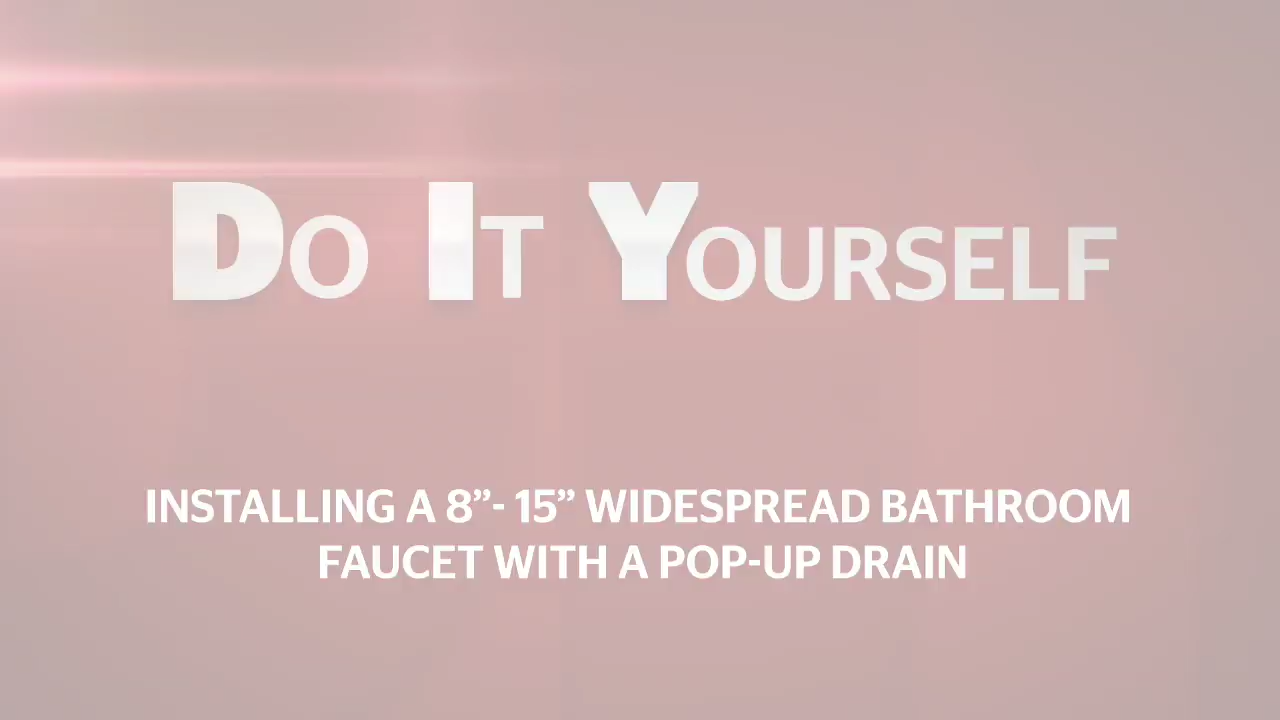 DO IT YOURSELF
INSTALLING A 8”- 15” WIDESPREAD BATHROOM
FAUCET WITH A POP-UP DRAIN